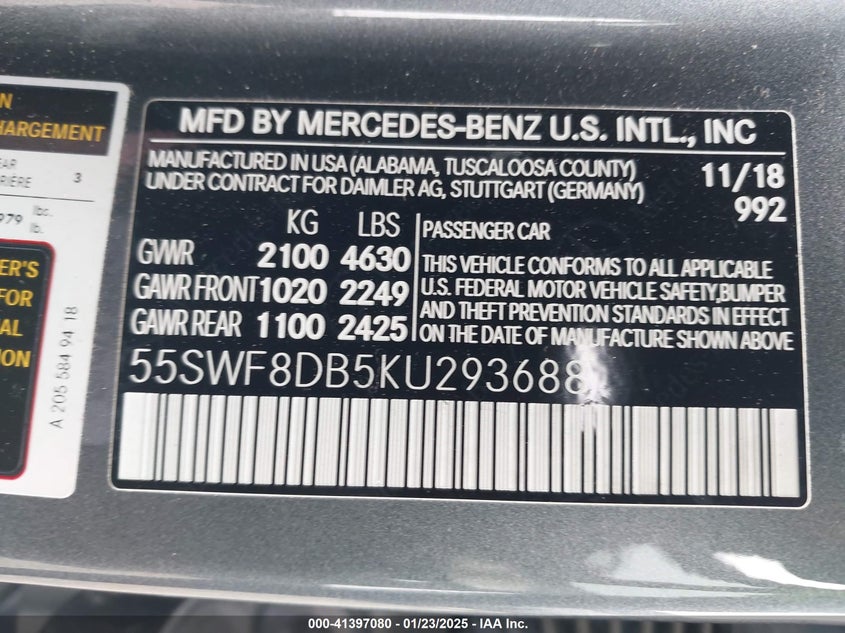 N
HARGEMENT
EAR
RIÈRE 3
979 lbs.
lb.
ER'S
FOR
AL
ION
A 205 584 94 18
MFD BY MERCEDES-BENZ U.S. INTL., INC
MANUFACTURED IN USA (ALABAMA, TUSCALOOSA COUNTY) 11/18
UNDER CONTRACT FOR DAIMLER AG, STUTTGART (GERMANY) 992
KG LBS
GWWR 2100 4630
GAWR FRONT 1020 2249
GAWR REAR 1100 2425
PASSENGER CAR
THIS VEHICLE CONFORMS TO ALL APPLICABLE
U.S. FEDERAL MOTOR VEHICLE SAFETY,BUMPER
AND THEFT PREVENTION STANDARDS IN EFFECT
ON THE DATE OF MANUFACTURE SHOWN ABOVE
55SWF8DB5KU293688
000-41397080 - 01/23/2025 - IAA Inc.